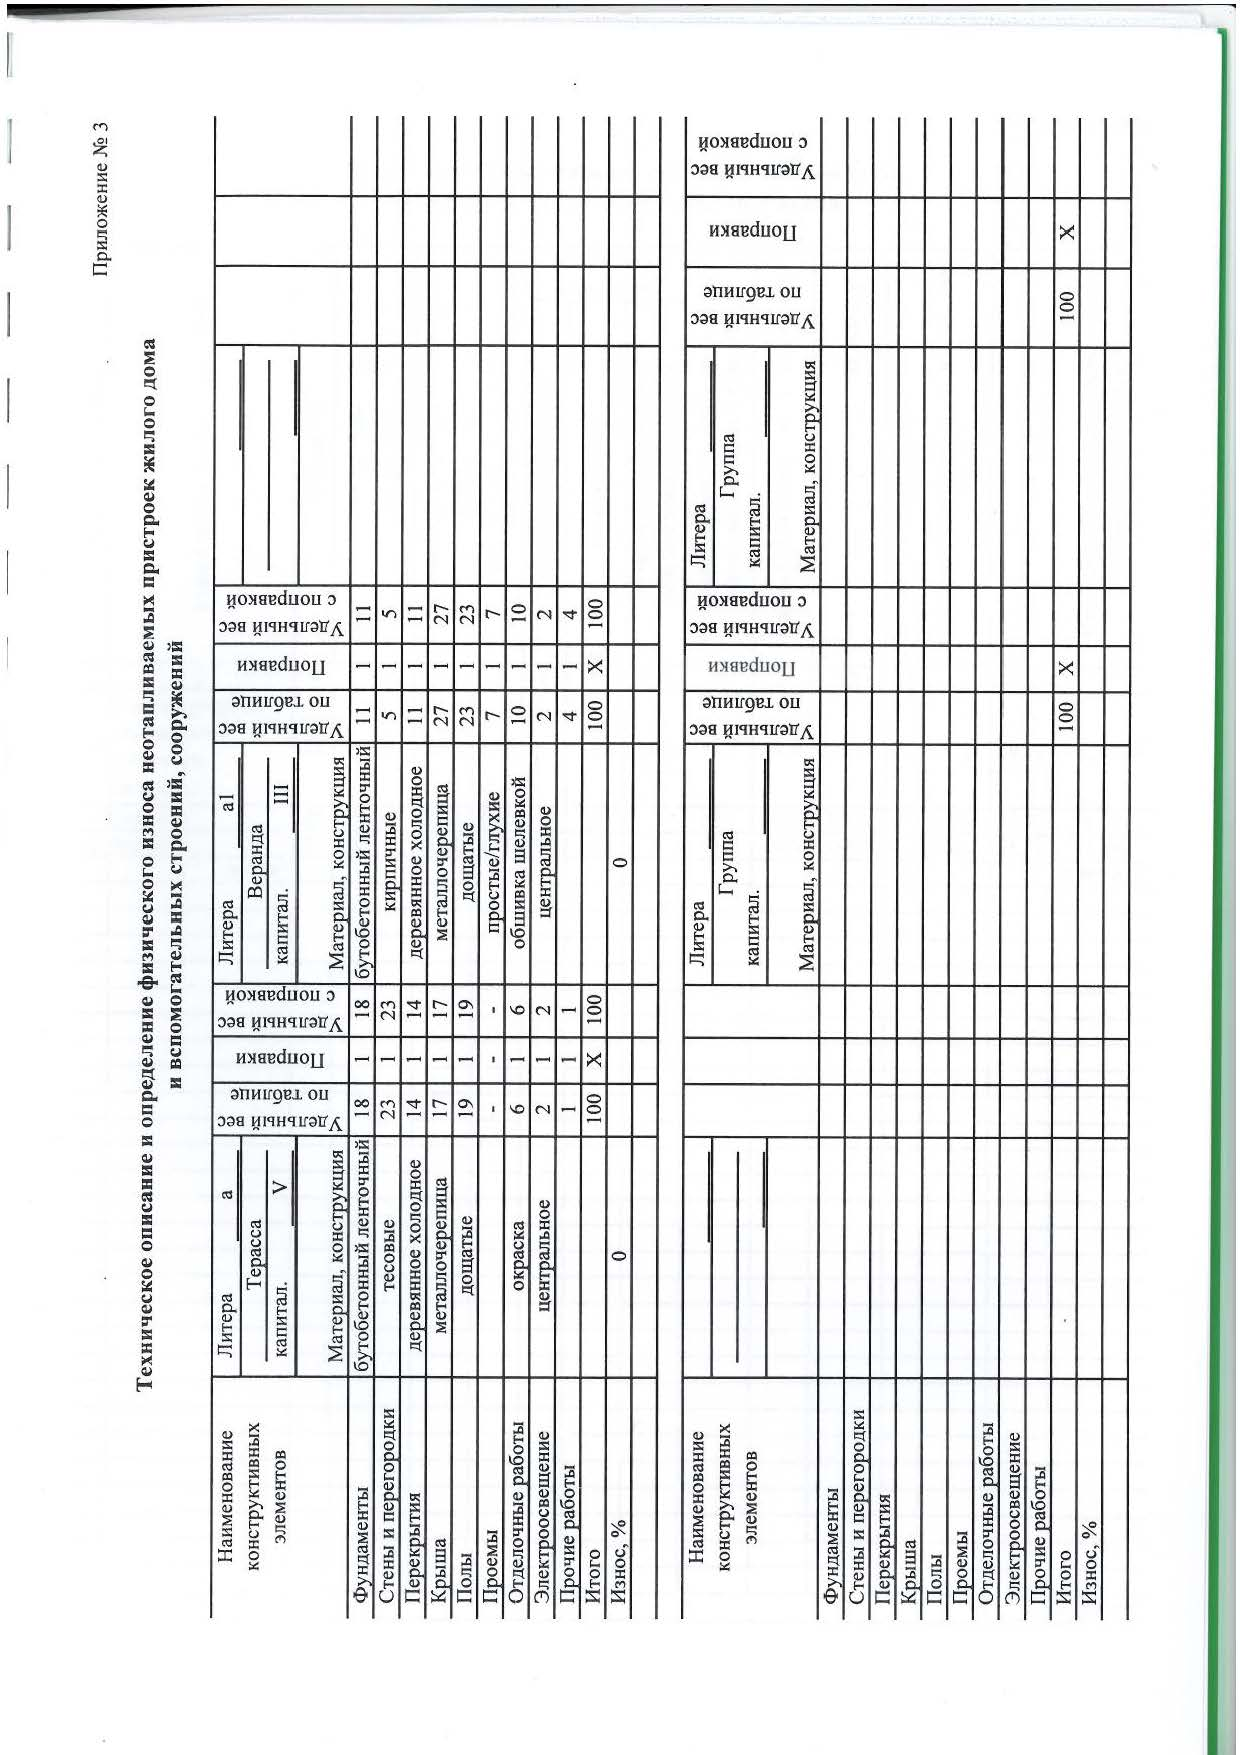 Приложение № 3
Техническое описание и определение физического износа неотапливаемых пристроек жилого дома
и вспомогательных строений, сооружений
Наименование конструктивных элементов | Литера а Терасса капитал. V Материал, конструкция | Удельный вес по таблице | Поправки | Удельный вес с поправкой | Литера а1 Веранда капитал. III Материал, конструкция | Удельный вес по таблице | Поправки | Удельный вес с поправкой
Фундаменты | бутобетонный ленточный | 18 | 1 | 18 | бутобетонный ленточный | 11 | 1 | 11
Стены и перегородки | тесовые | 23 | 1 | 23 | кирпичные | 5 | 1 | 5
Перекрытия | деревянное холодное | 14 | 1 | 14 | деревянное холодное | 11 | 1 | 11
Крыша | металлочерепица | 17 | 1 | 17 | металлочерепица | 27 | 1 | 27
Полы | дощатые | 19 | 1 | 19 | дощатые | 23 | 1 | 23
Проемы | - | - | - | простые/глухие | 7 | 1 | 7
Отделочные работы | окраска | 6 | 1 | 6 | обшивка шелевкой | 10 | 1 | 10
Электроосвещение | центральное | 2 | 1 | 2 | центральное | 2 | 1 | 2
Прочие работы | 1 | 1 | 1 | 4 | 1 | 4
Итого | 100 | X | 100 | 100 | X | 100
Износ, % | 0 | 0
Наименование конструктивных элементов | Литера Группа капитал. Материал, конструкция | Удельный вес по таблице | Поправки | Удельный вес с поправкой | Литера Группа капитал. Материал, конструкция | Удельный вес по таблице | Поправки | Удельный вес с поправкой
Фундаменты
Стены и перегородки
Перекрытия
Крыша
Полы
Проемы
Отделочные работы
Электроосвещение
Прочие работы
Итого | 100 | X | 100 | X
Износ, %